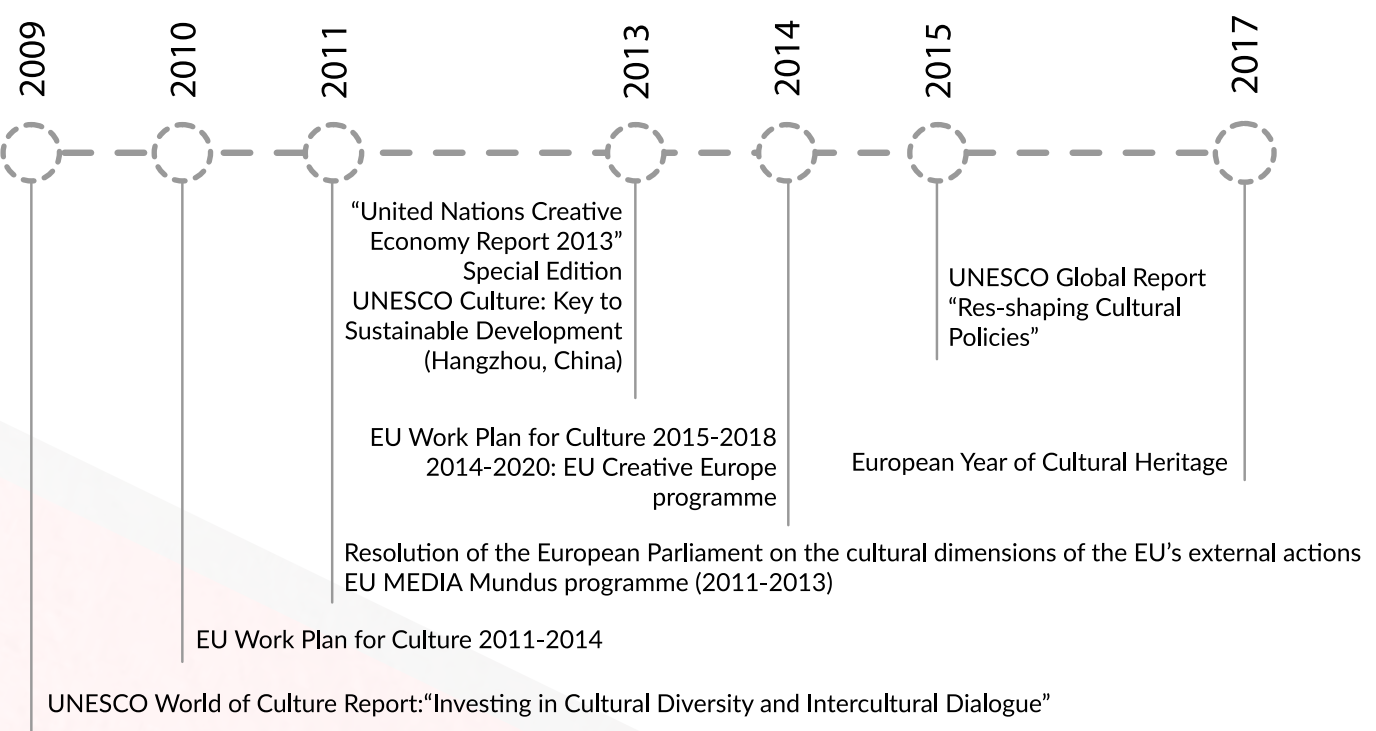 2009
2010
2011
2013
2014
2015
2017
“United Nations Creative
Economy Report 2013”
Special Edition
UNESCO Culture: Key to
Sustainable Development
(Hangzhou, China)
UNESCO Global Report
“Res-shaping Cultural
Policies”
EU Work Plan for Culture 2015-2018
2014-2020: EU Creative Europe
programme
European Year of Cultural Heritage
Resolution of the European Parliament on the cultural dimensions of the EU’s external actions
EU MEDIA Mundus programme (2011-2013)
EU Work Plan for Culture 2011-2014
UNESCO World of Culture Report:“Investing in Cultural Diversity and Intercultural Dialogue”